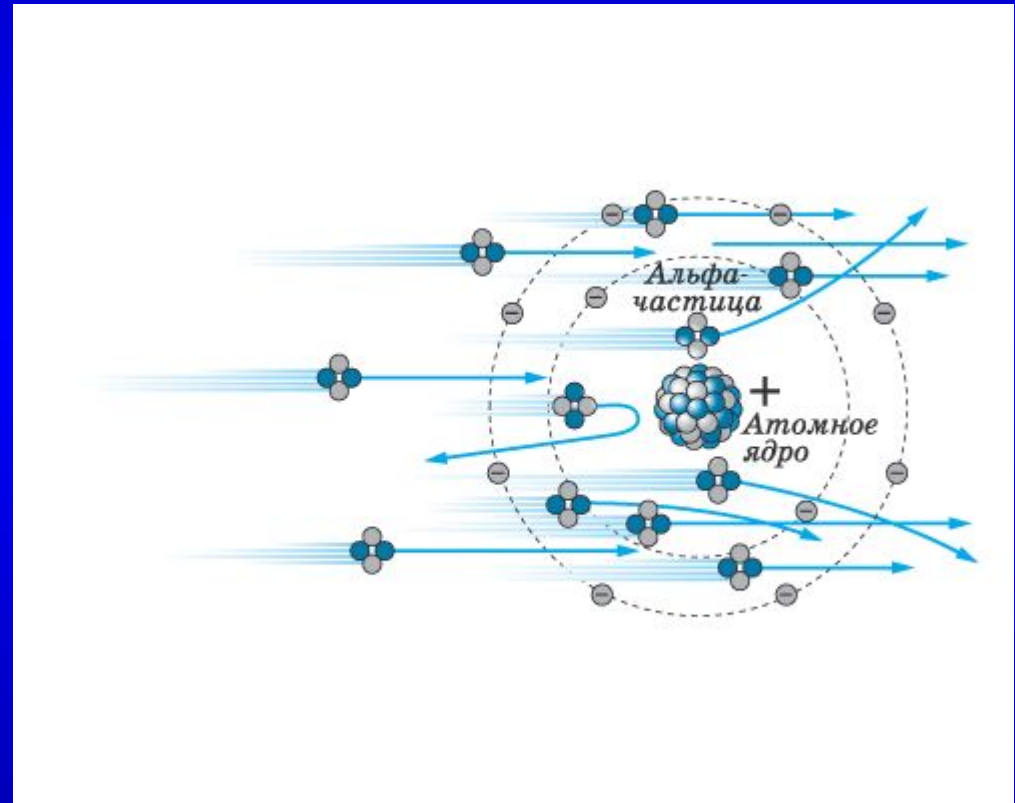 Альфа-
частица
+
Атомное
ядро